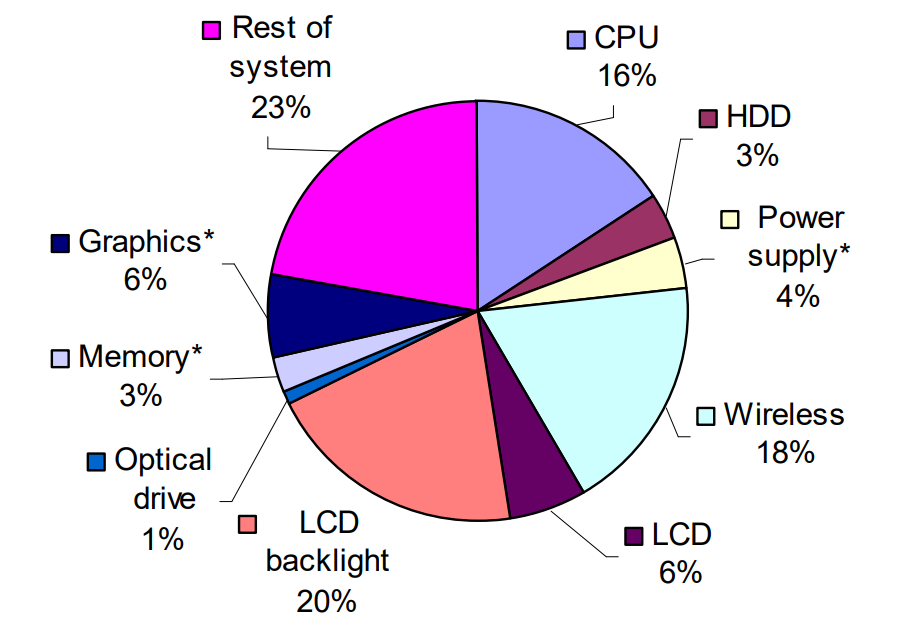 Rest of
system
23%
CPU
16%
HDD
3%
Power
supply*
4%
Graphics*
6%
Memory*
3%
Wireless
18%
Optical
drive
1%
LCD
backlight
20%
LCD
6%